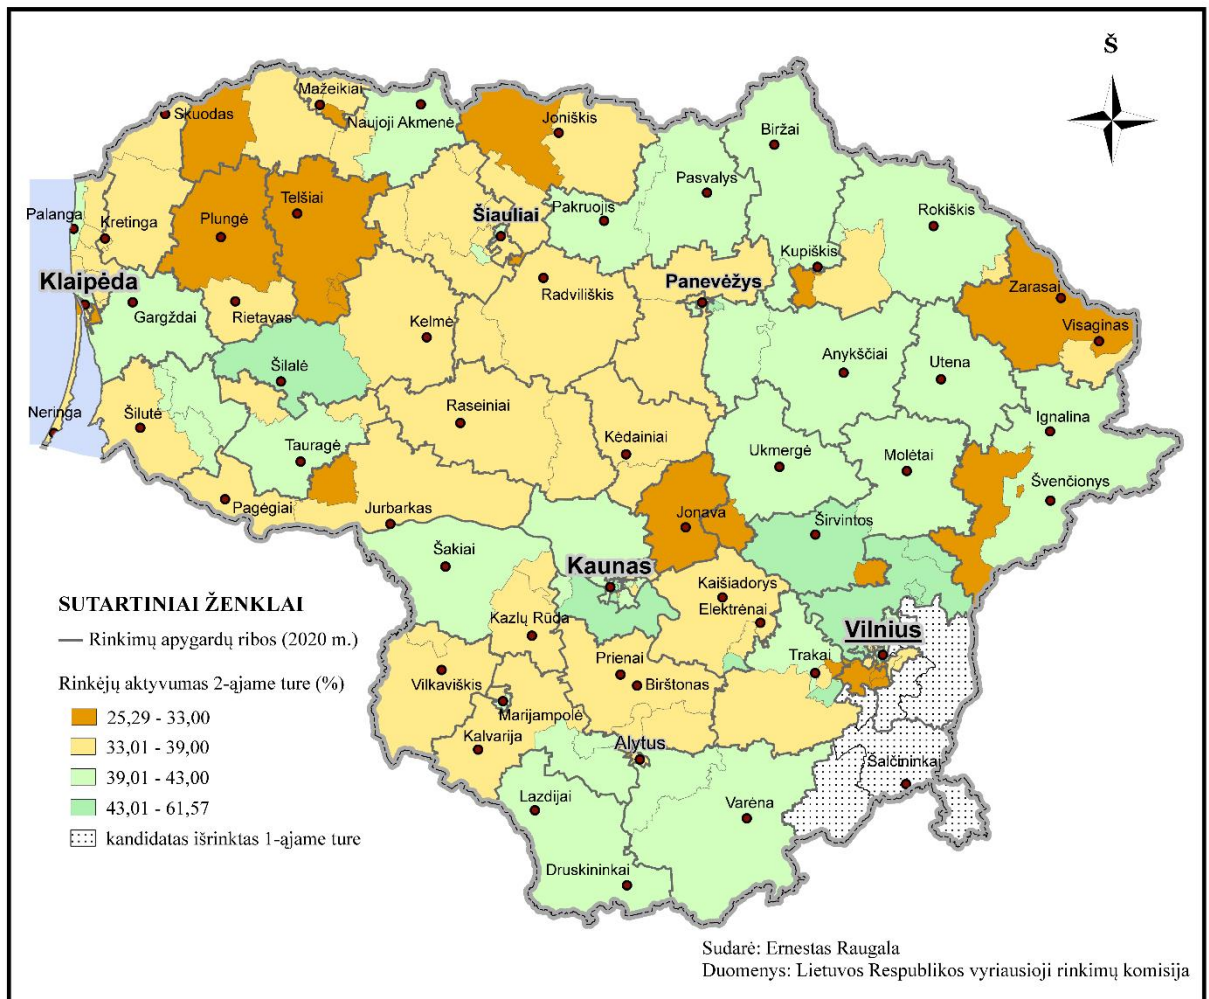 Š
Mažeikiai
Skuodas
Naujoji Akmenė
Joniškis
Biržai
Pasvalys
Palanga
Kretinga
Plungė
Telšiai
Šiauliai
Pakruojis
Rokiškis
Kupiškis
Klaipėda
Gargždai
Rietavas
Radviliškis
Panevėžys
Zarasai
Visaginas
Kelmė
Šilalė
Anykščiai
Utena
Neringa
Šilutė
Raseiniai
Ignalina
Tauragė
Kėdainiai
Ukmergė
Molėtai
Švenčionys
Pagėgiai
Jurbarkas
Jonava
Širvintos
Šakiai
Kaunas
Kaišiadorys
Elektrėnai
SUTARTINIAI ŽENKLAI
Kazlų Rūda
Vilnius
Rinkimų apygardų ribos (2020 m.)
Prienai
Trakai
Vilkaviškis
Birštonas
Rinkėjų aktyvumas 2-ajame ture (%)
Marijampolė
25,29 - 33,00
Kalvarija
Alytus
33,01 - 39,00
Šalčininkai
39,01 - 43,00
Lazdijai
Varėna
43,01 - 61,57
kandidatas išrinktas 1-ajame ture
Druskininkai
Sudarė: Ernestas Raugala
Duomenys: Lietuvos Respublikos vyriausioji rinkimų komisija